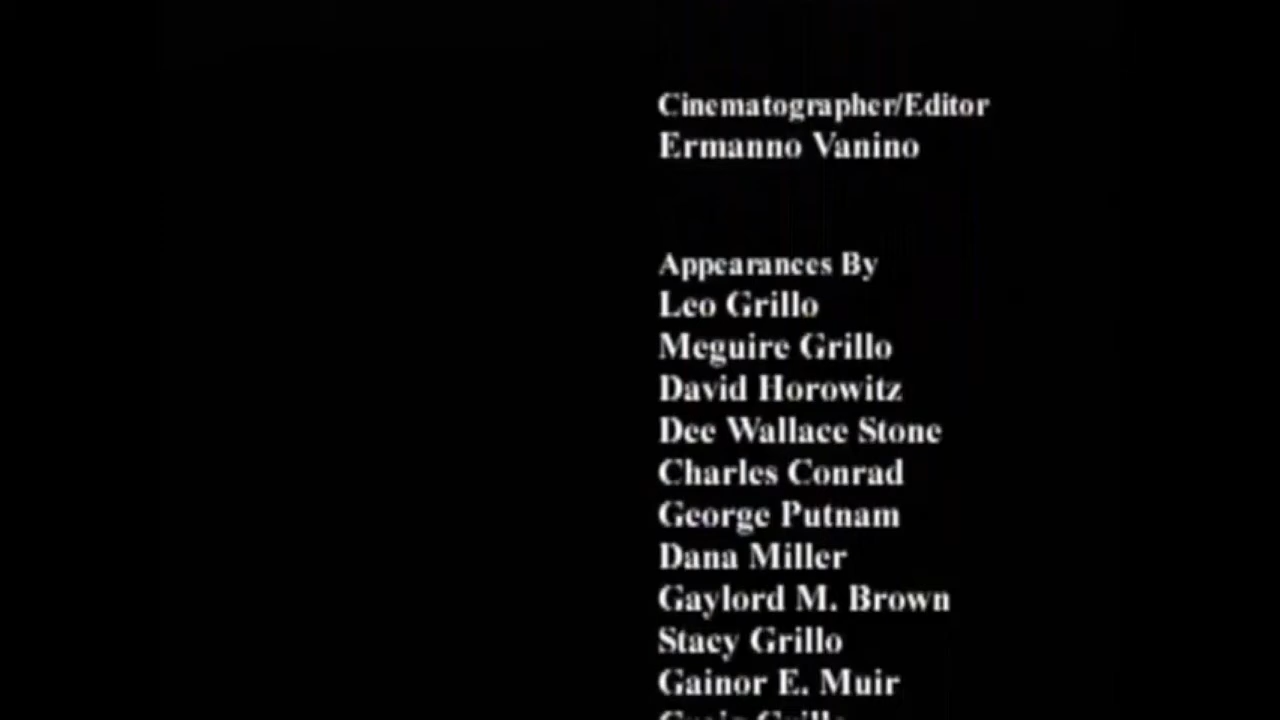 Cinematographer/Editor
Ermanno Vanino
Appearances By
Leo Grillo
Meguire Grillo
David Horowitz
Dee Wallace Stone
Charles Conrad
George Putnam
Dana Miller
Gaylord M. Brown
Stacy Grillo
Gainor E. Muir